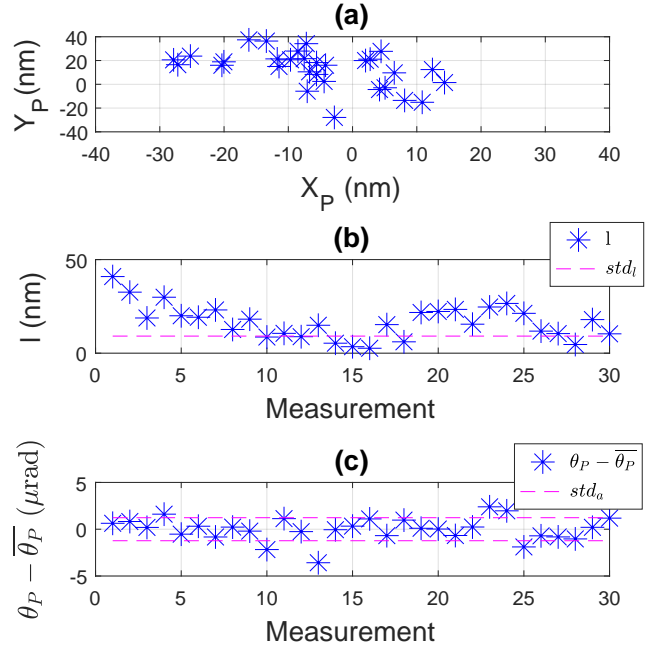 (a)
40
20
0
-20
-40
Y_P (nm)
-40 -30 -20 -10 0 10 20 30 40
X_P (nm)
(b)
l
std_l
50
0
l (nm)
0 5 10 15 20 25 30
Measurement
(c)
θ_P − \overline{θ_P}
std_a
5
0
-5
θ_P − \overline{θ_P} (μrad)
0 5 10 15 20 25 30
Measurement